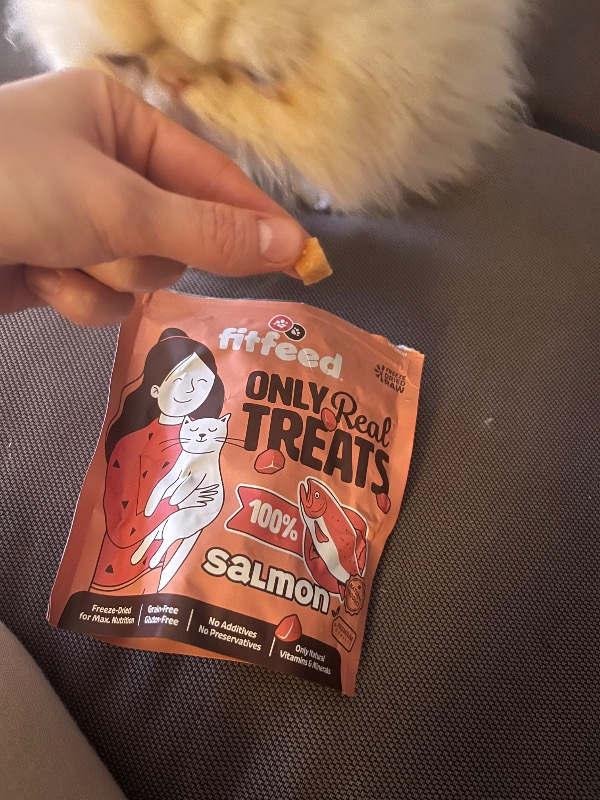 fitfeed
FREEZE
DRIED
RAW
ONLY Real
TREATS
100%
salmon
Freeze-Dried
for Max. Nutrition
Grain-Free
Gluten-Free
No Additives
No Preservatives
Only Natural
Vitamins & Minerals